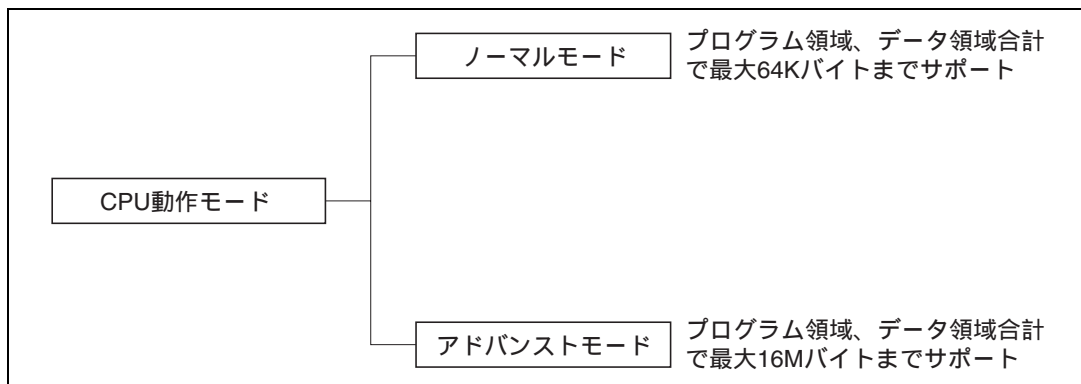 ノーマルモード
プログラム領域、データ領域合計
で最大64Kバイトまでサポート
CPU動作モード
アドバンストモード
プログラム領域、データ領域合計
で最大16Mバイトまでサポート